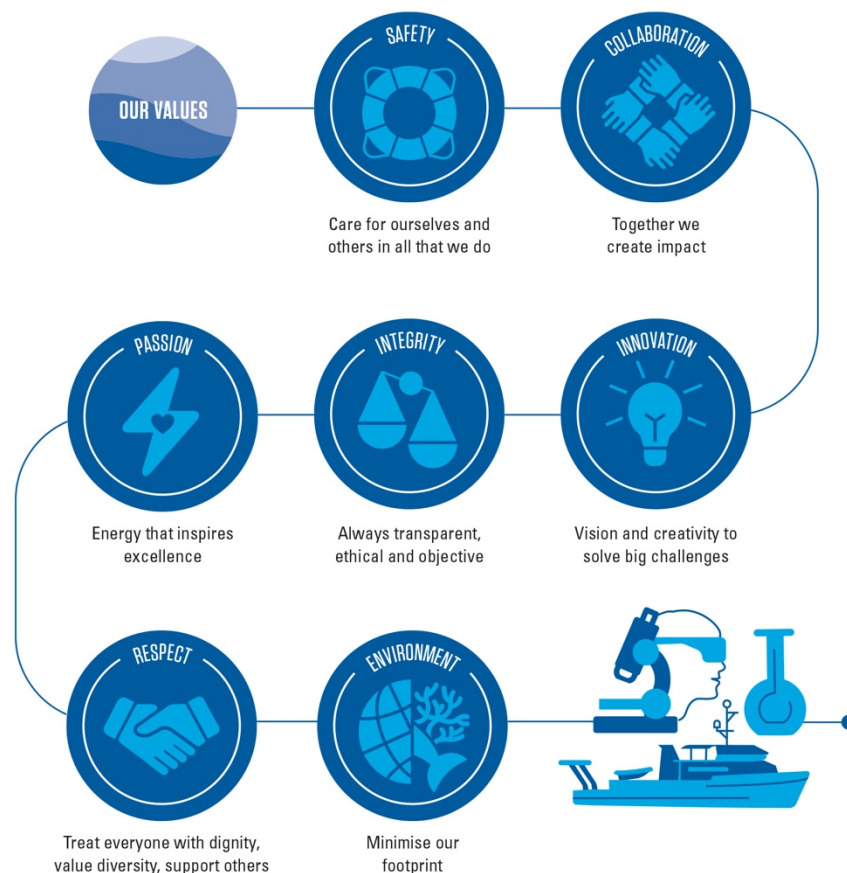 OUR VALUES
SAFETY
Care for ourselves and
others in all that we do
COLLABORATION
Together we
create impact
INNOVATION
Vision and creativity to
solve big challenges
INTEGRITY
Always transparent,
ethical and objective
PASSION
Energy that inspires
excellence
RESPECT
Treat everyone with dignity,
value diversity, support others
ENVIRONMENT
Minimise our
footprint